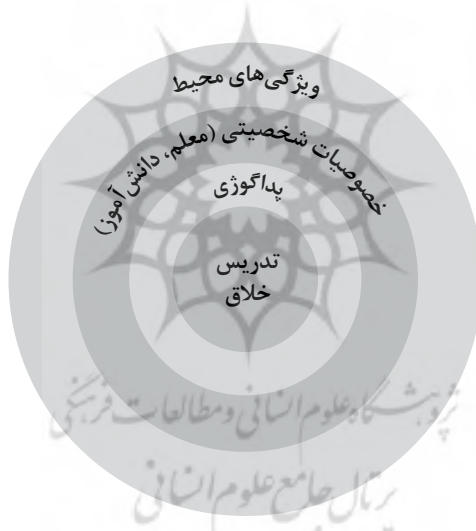 ویژگی‌های محیط
خصوصیات شخصیتی (معلم، دانش‌آموز)
پداگوژی
تدریس
خلاق
پژوهشگاه علوم انسانی و مطالعات فرهنگی
پرتال جامع علوم انسانی